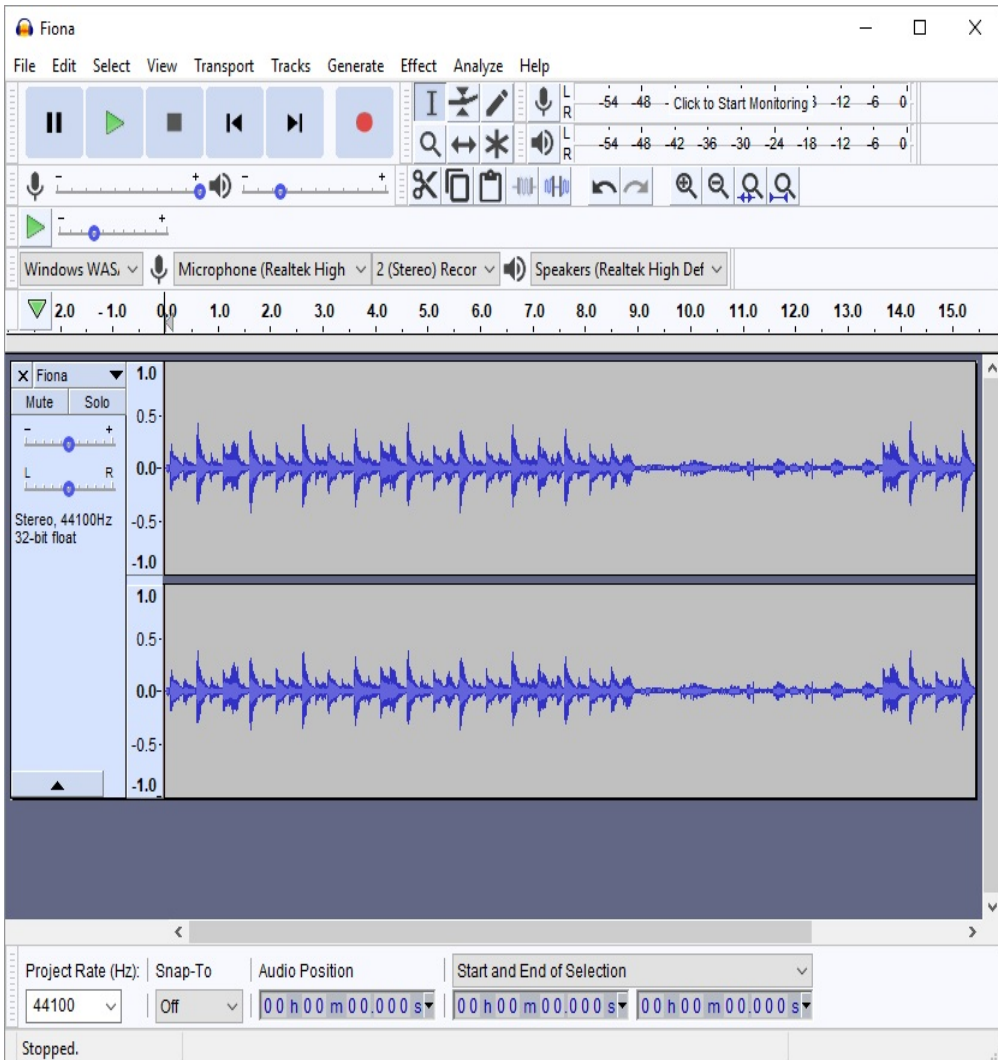 Fiona
File Edit Select View Transport Tracks Generate Effect Analyze Help
L -54 -48 - Click to Start Monitoring 3 -12 -6 0
R
L -54 -48 -42 -36 -30 -24 -18 -12 -6 0
R
- + - +
- +
Windows WAS. Microphone (Realtek High 2 (Stereo) Recor Speakers (Realtek High Def
2.0 - 1.0 0.0 1.0 2.0 3.0 4.0 5.0 6.0 7.0 8.0 9.0 10.0 11.0 12.0 13.0 14.0 15.0
X Fiona
Mute Solo
- +
L R
Stereo, 44100Hz
32-bit float
1.0
0.5
0.0
-0.5
-1.0
1.0
0.5
0.0
-0.5
-1.0
Project Rate (Hz): Snap-To Audio Position Start and End of Selection
44100 Off 00 h 00 m 00.000 s 00 h 00 m 00.000 s 00 h 00 m 00.000 s
Stopped.